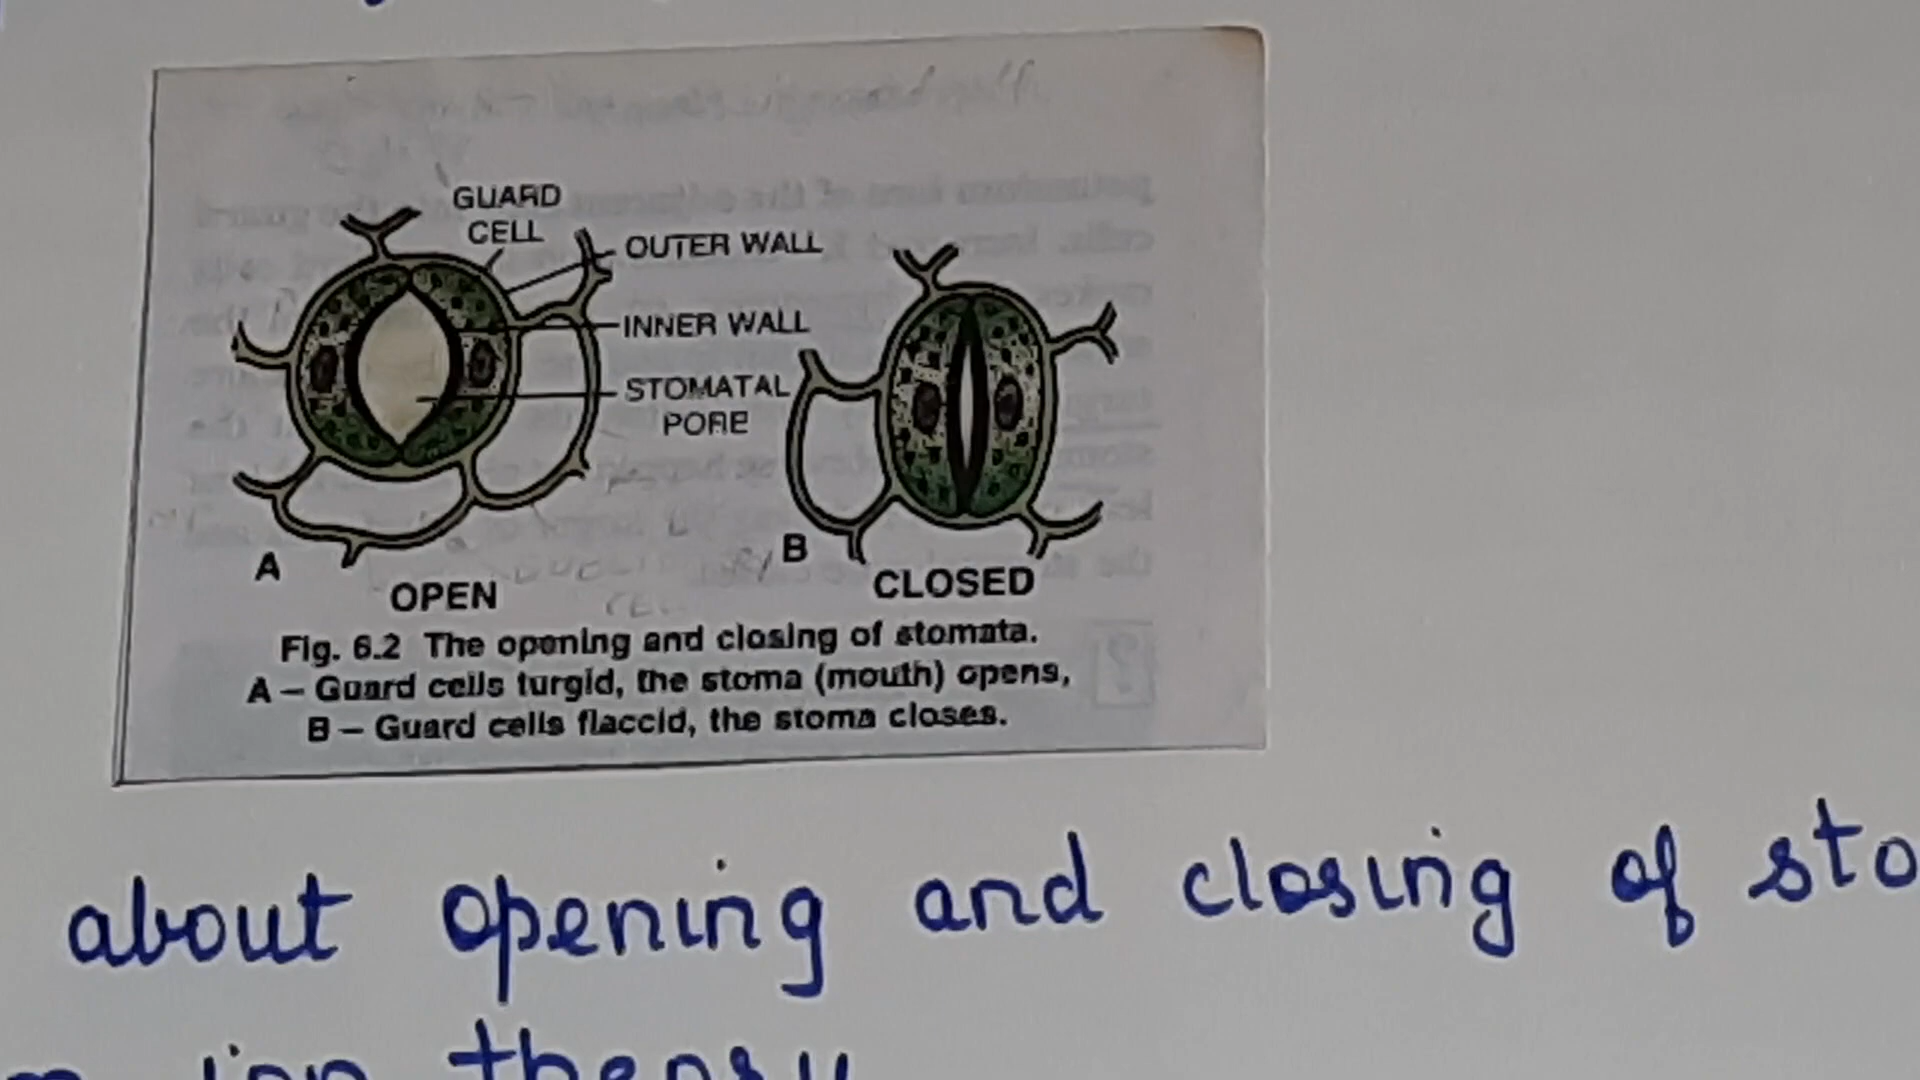 GUARD
CELL
OUTER WALL
INNER WALL
STOMATAL
PORE
A
OPEN
B
CLOSED
Fig. 6.2 The opening and closing of stomata.
A – Guard cells turgid, the stoma (mouth) opens,
B – Guard cells flaccid, the stoma closes.
about opening and closing of sto
ion theory